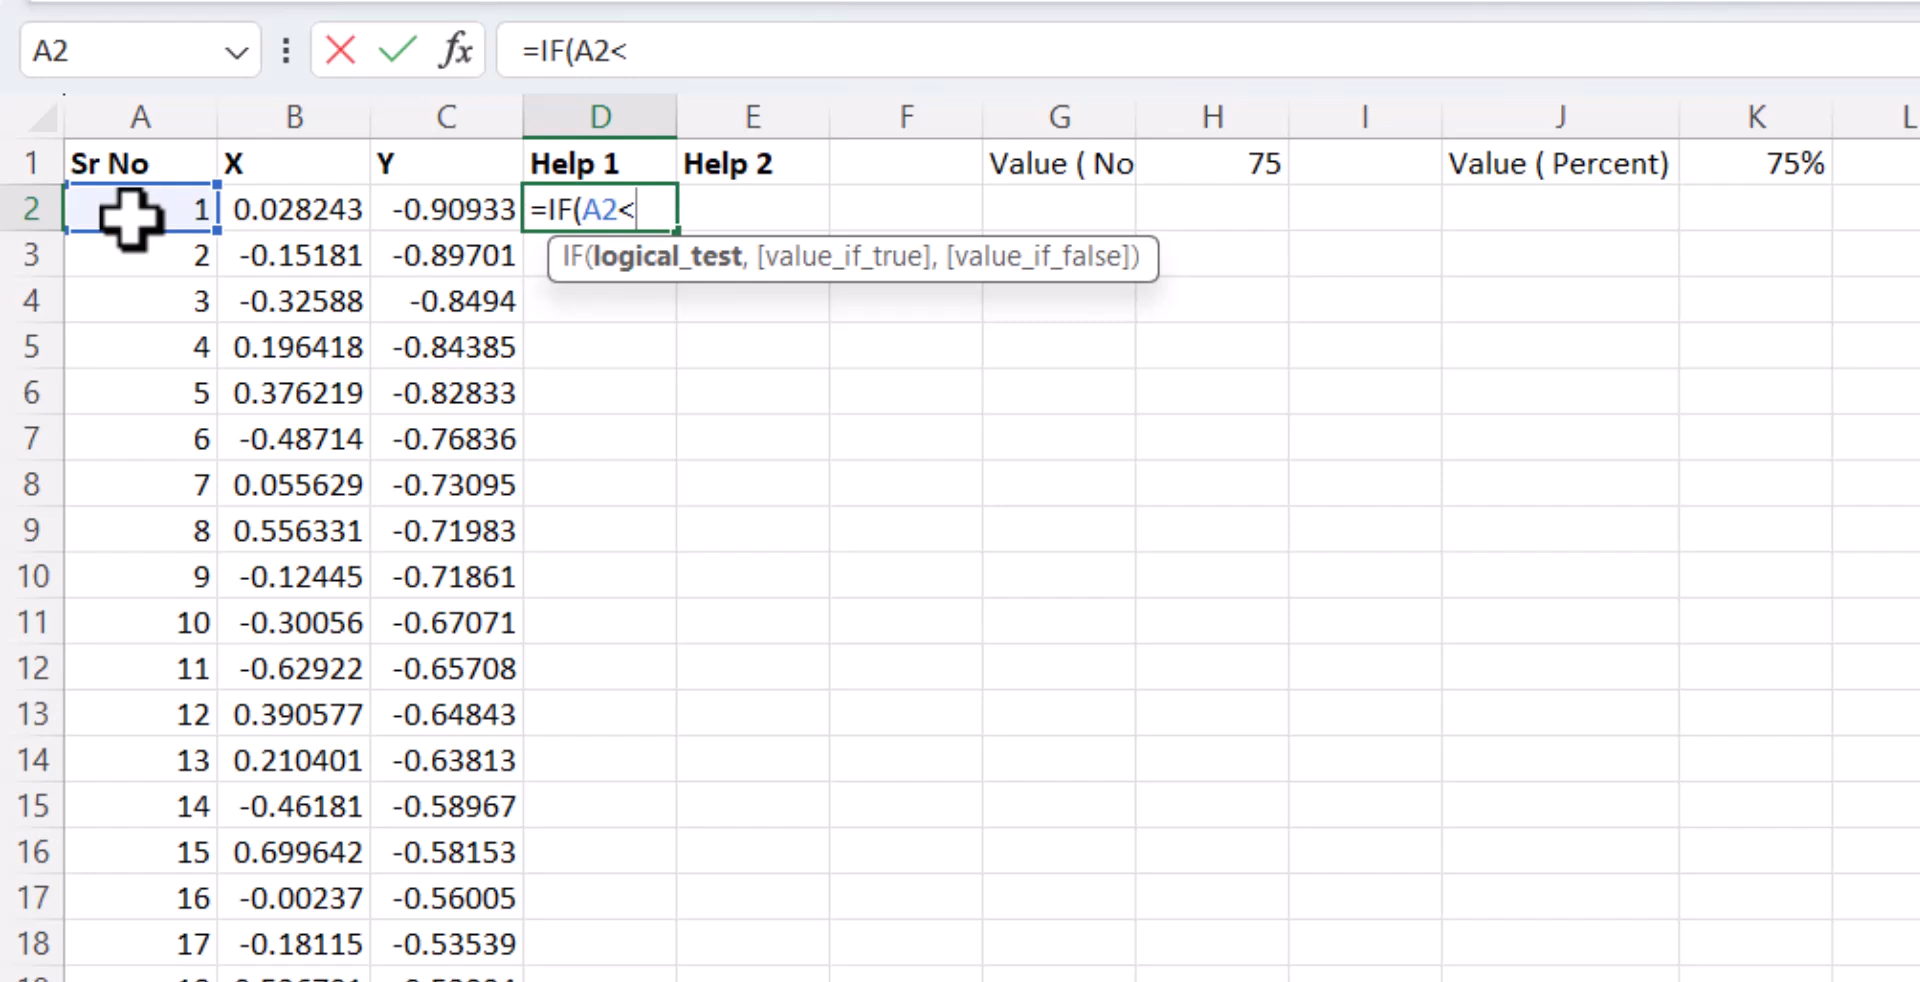 A2 fx =IF(A2<
A B C D E F G H I J K L
1 Sr No X Y Help 1 Help 2 Value ( No 75 Value ( Percent) 75%
2 1 0.028243 -0.90933 =IF(A2<
IF(logical_test, [value_if_true], [value_if_false])
3 2 -0.15181 -0.89701
4 3 -0.32588 -0.8494
5 4 0.196418 -0.84385
6 5 0.376219 -0.82833
7 6 -0.48714 -0.76836
8 7 0.055629 -0.73095
9 8 0.556331 -0.71983
10 9 -0.12445 -0.71861
11 10 -0.30056 -0.67071
12 11 -0.62922 -0.65708
13 12 0.390577 -0.64843
14 13 0.210401 -0.63813
15 14 -0.46181 -0.58967
16 15 0.699642 -0.58153
17 16 -0.00237 -0.56005
18 17 -0.18115 -0.53539